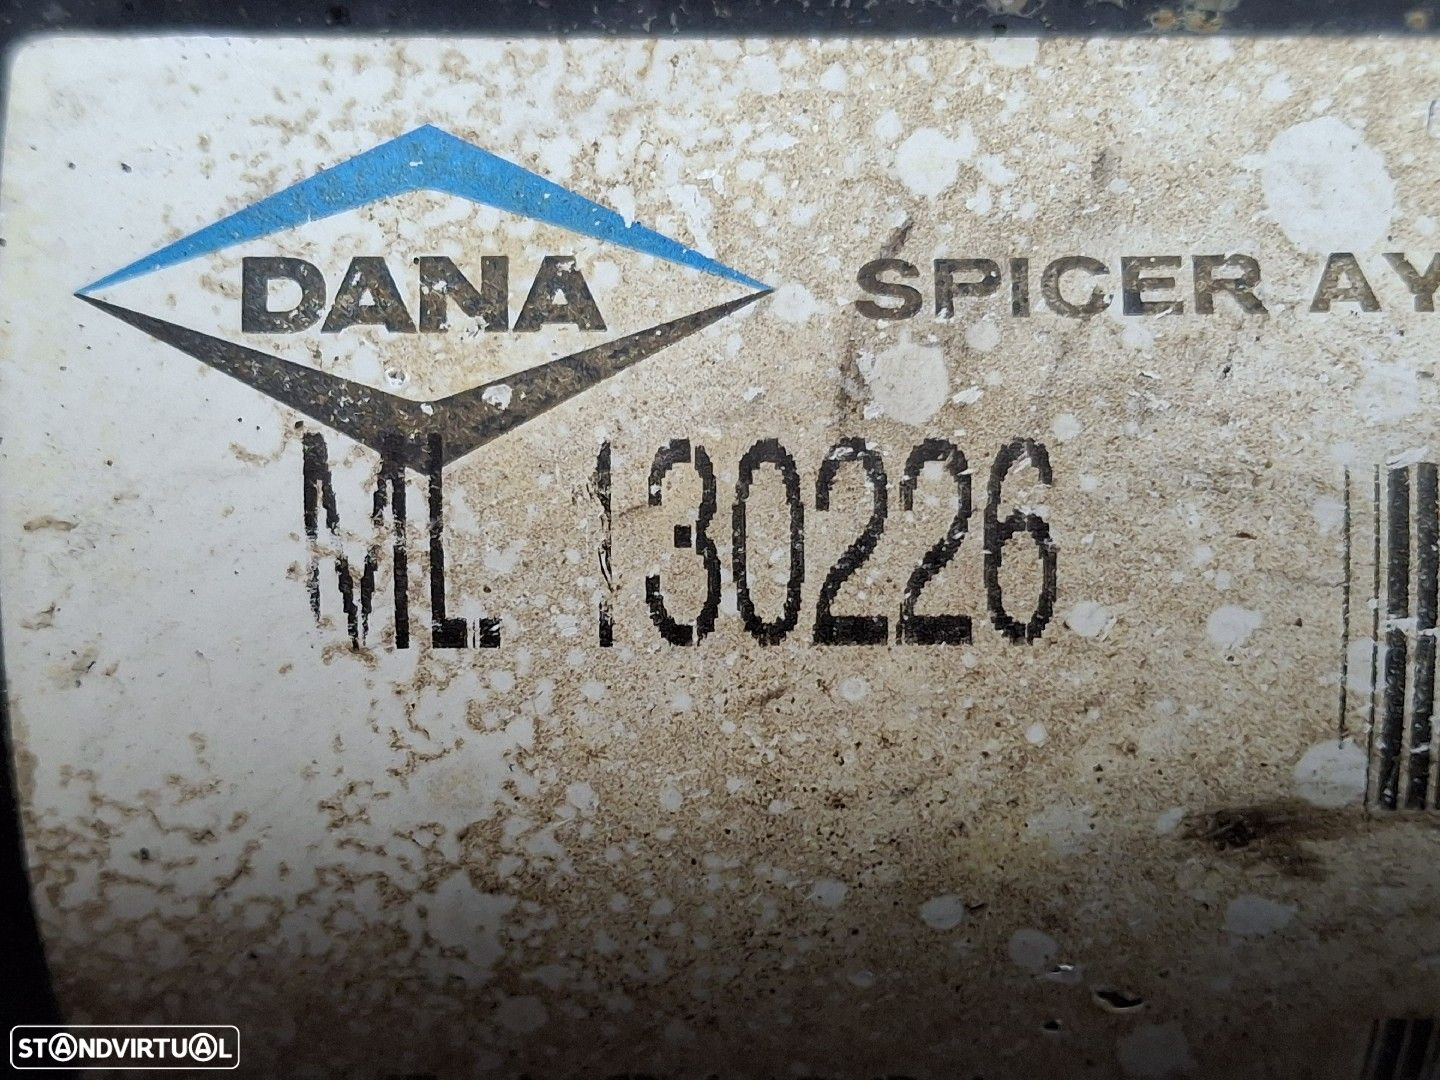 DANA
SPICER AY
ML 130226
STANDVIRTUAL